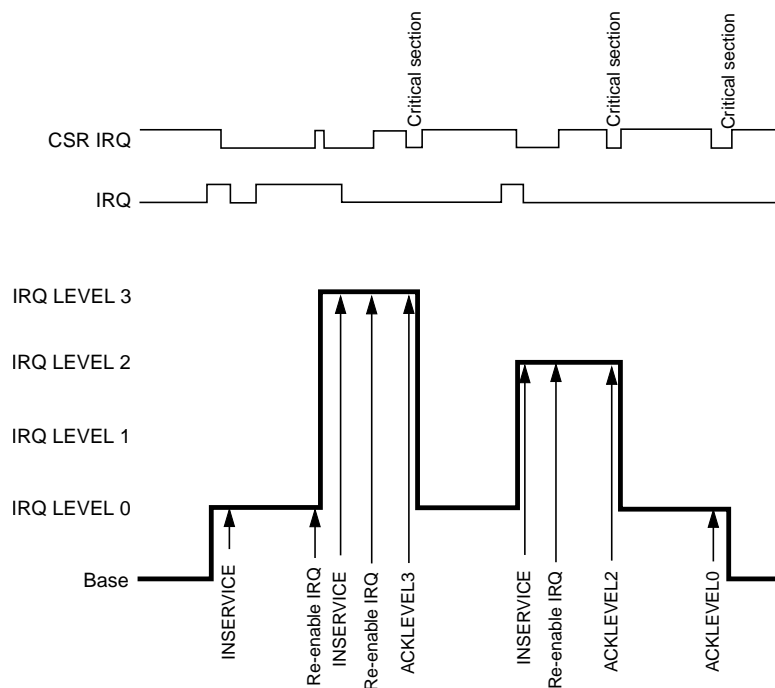 Critical section
Critical section
Critical section
CSR IRQ
IRQ
IRQ LEVEL 3
IRQ LEVEL 2
IRQ LEVEL 1
IRQ LEVEL 0
Base
INSERVICE
Re-enable IRQ
INSERVICE
Re-enable IRQ
ACKLEVEL3
INSERVICE
Re-enable IRQ
ACKLEVEL2
ACKLEVEL0